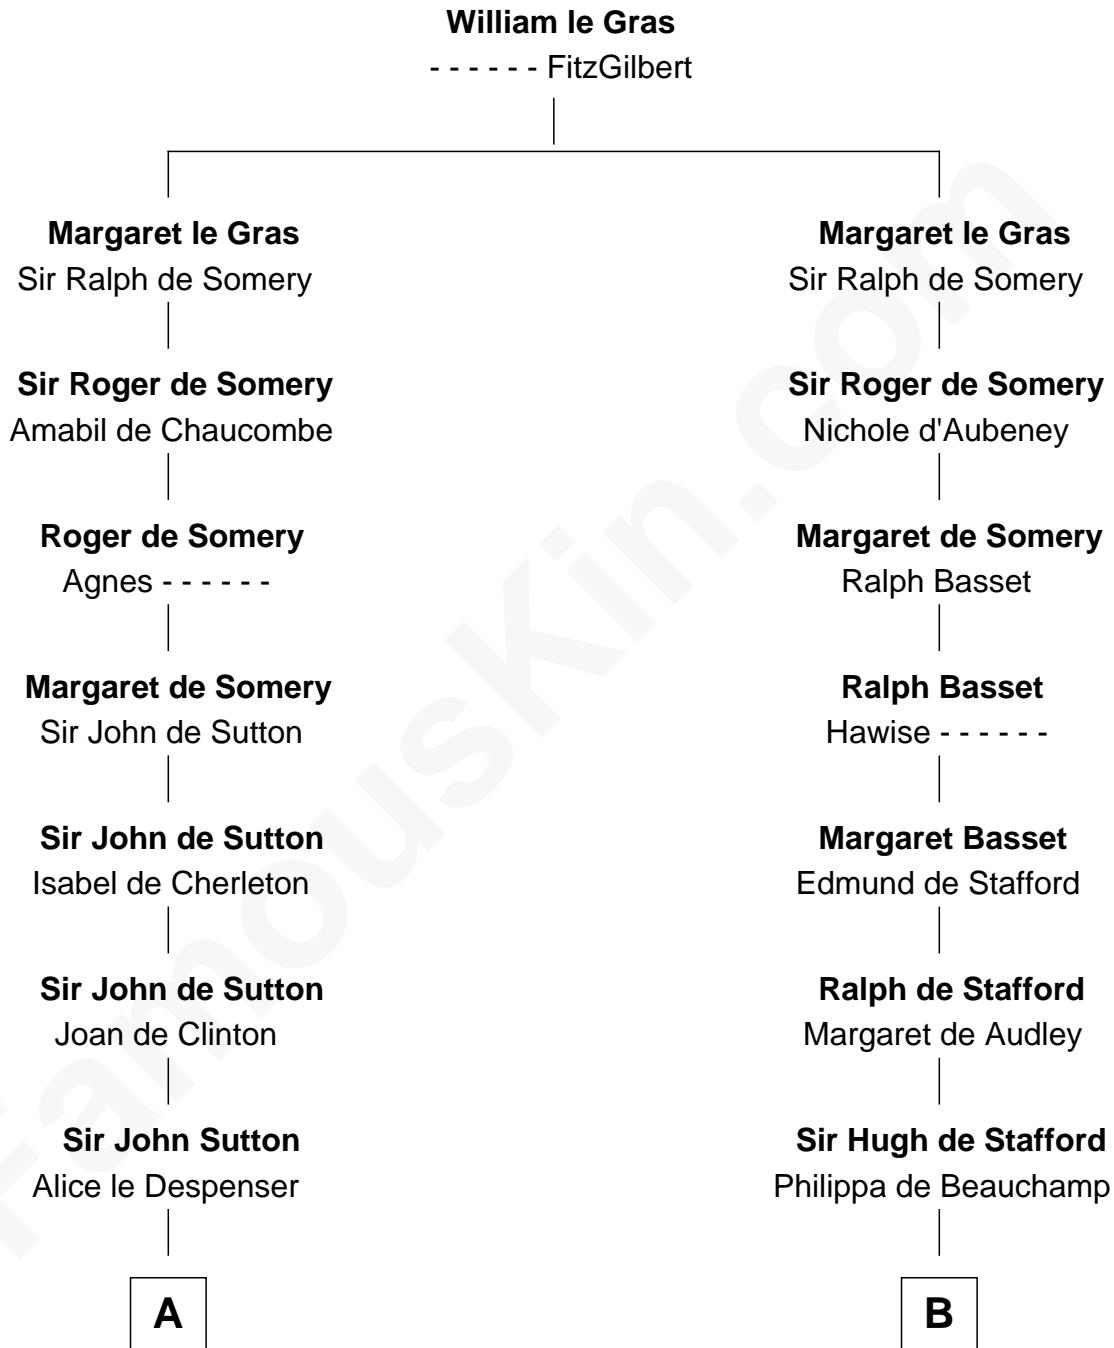 William le Gras
- - - - - - FitzGilbert
Margaret le Gras
Sir Ralph de Somery
Sir Roger de Somery
Amabil de Chaucombe
Roger de Somery
Agnes - - - - - -
Margaret de Somery
Sir John de Sutton
Sir John de Sutton
Isabel de Cherleton
Sir John de Sutton
Joan de Clinton
Sir John Sutton
Alice le Despenser
A
Margaret le Gras
Sir Ralph de Somery
Sir Roger de Somery
Nichole d'Aubeney
Margaret de Somery
Ralph Basset
Ralph Basset
Hawise - - - - - -
Margaret Basset
Edmund de Stafford
Ralph de Stafford
Margaret de Audley
Sir Hugh de Stafford
Philippa de Beauchamp
B
FamousKin.com